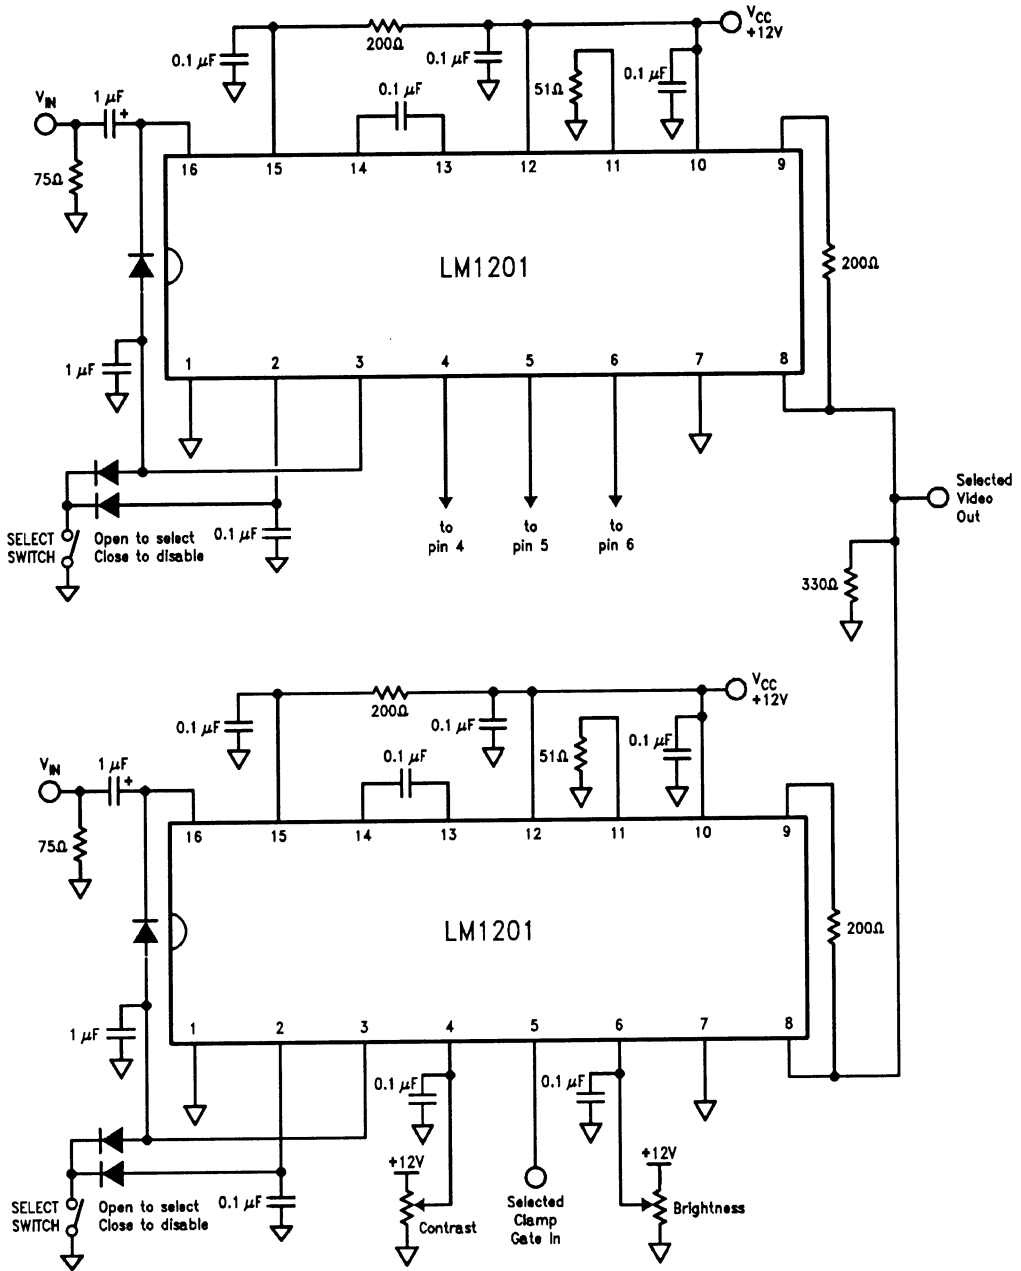 V_CC
+12V
200Ω
0.1 μF
0.1 μF
51Ω
0.1 μF
0.1 μF
V_IN
1 μF
+
75Ω
16 15 14 13 12 11 10 9
LM1201
200Ω
1 μF
1 2 3 4 5 6 7 8
Selected
Video
Out
to
pin 4
to
pin 5
to
pin 6
0.1 μF
SELECT
SWITCH
Open to select
Close to disable
330Ω
V_CC
+12V
200Ω
0.1 μF
0.1 μF
51Ω
0.1 μF
0.1 μF
V_IN
1 μF
+
75Ω
16 15 14 13 12 11 10 9
LM1201
200Ω
1 μF
1 2 3 4 5 6 7 8
0.1 μF
0.1 μF
+12V
+12V
0.1 μF
SELECT
SWITCH
Open to select
Close to disable
Contrast
Selected
Clamp
Gate In
Brightness